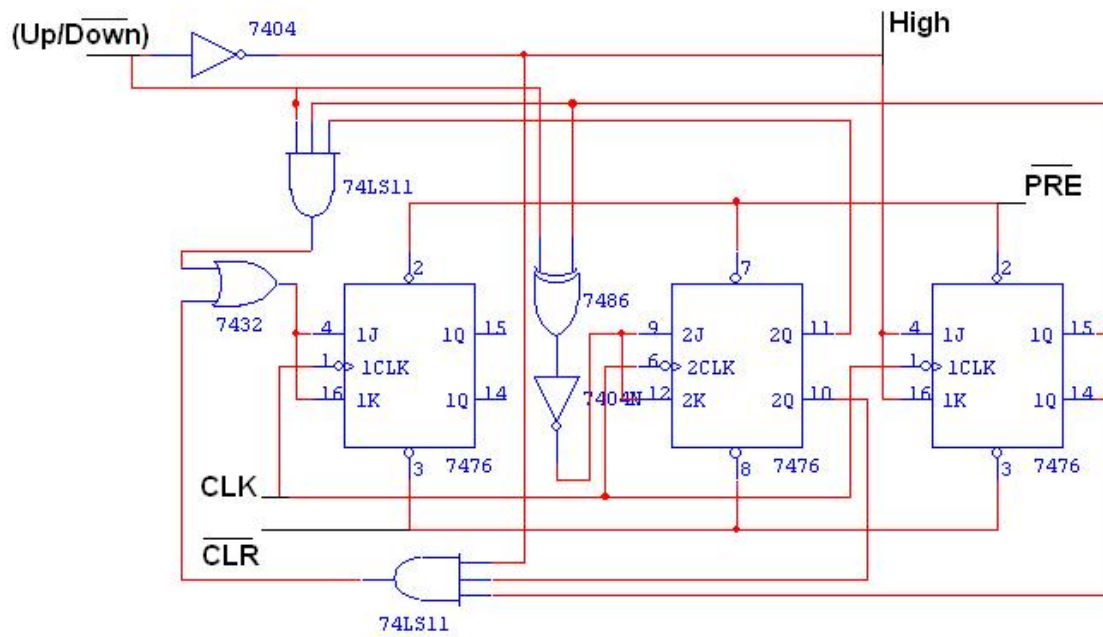 (Up/Down)
7404
High
74LS11
PRE
2
7
2
7432
7486
4 1J 1Q 15
9 2J 2Q 11
4 1J 1Q 15
1 1CLK
6 2CLK
1 1CLK
16 1K 1Q 14
7404N
12 2K 2Q 10
16 1K 1Q 14
3 7476
8 7476
3 7476
CLK
CLR
74LS11